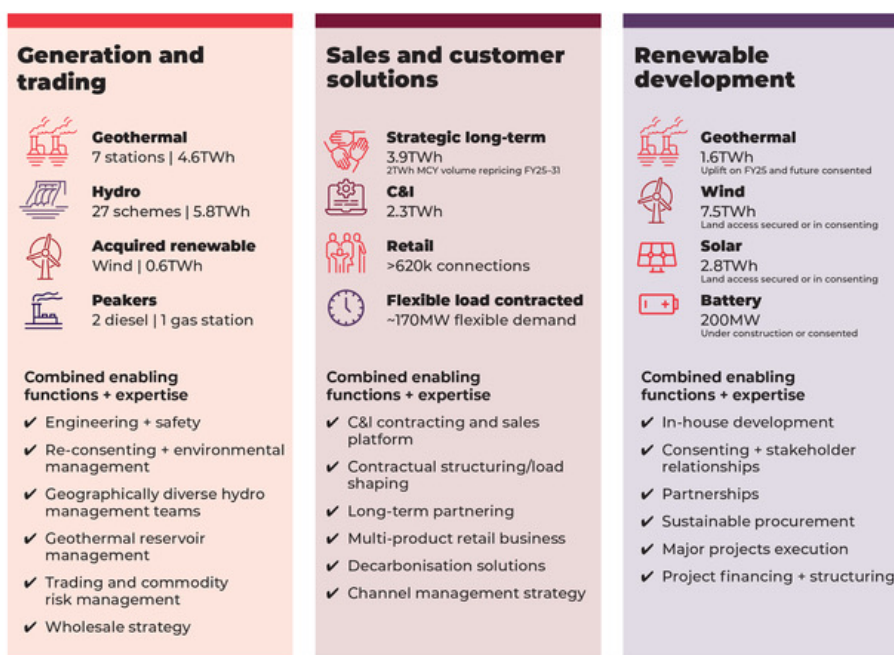 Generation and
trading
Geothermal
7 stations | 4.6TWh
Hydro
27 schemes | 5.8TWh
Acquired renewable
Wind | 0.6TWh
Peakers
2 diesel | 1 gas station
Combined enabling
functions + expertise
✔ Engineering + safety
✔ Re-consenting + environmental
management
✔ Geographically diverse hydro
management teams
✔ Geothermal reservoir
management
✔ Trading and commodity
risk management
✔ Wholesale strategy
Sales and customer
solutions
Strategic long-term
3.9TWh
2TWh MCY volume repricing FY25-31
C&I
2.3TWh
Retail
>620k connections
Flexible load contracted
~170MW flexible demand
Combined enabling
functions + expertise
✔ C&I contracting and sales
platform
✔ Contractual structuring/load
shaping
✔ Long-term partnering
✔ Multi-product retail business
✔ Decarbonisation solutions
✔ Channel management strategy
Renewable
development
Geothermal
1.6TWh
Uplift on FY25 and future consented
Wind
7.5TWh
Land access secured or in consenting
Solar
2.8TWh
Land access secured or in consenting
Battery
200MW
Under construction or consented
Combined enabling
functions + expertise
✔ In-house development
✔ Consenting + stakeholder
relationships
✔ Partnerships
✔ Sustainable procurement
✔ Major projects execution
✔ Project financing + structuring